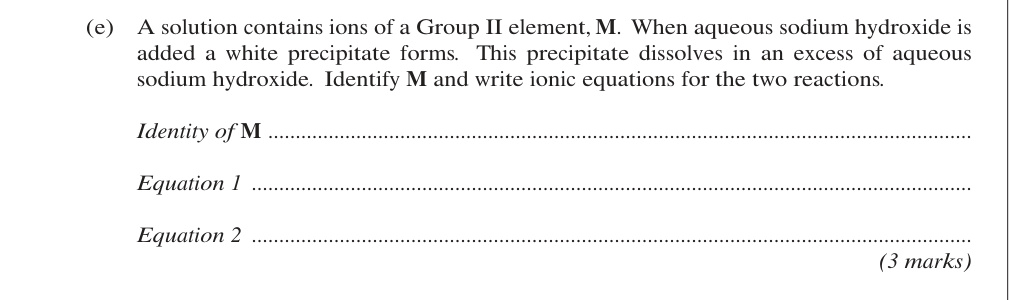 (e) A solution contains ions of a Group II element, M. When aqueous sodium hydroxide is
added a white precipitate forms. This precipitate dissolves in an excess of aqueous
sodium hydroxide. Identify M and write ionic equations for the two reactions.
Identity of M ................................................................................................................................
Equation 1 ...................................................................................................................................
Equation 2 ...................................................................................................................................
(3 marks)